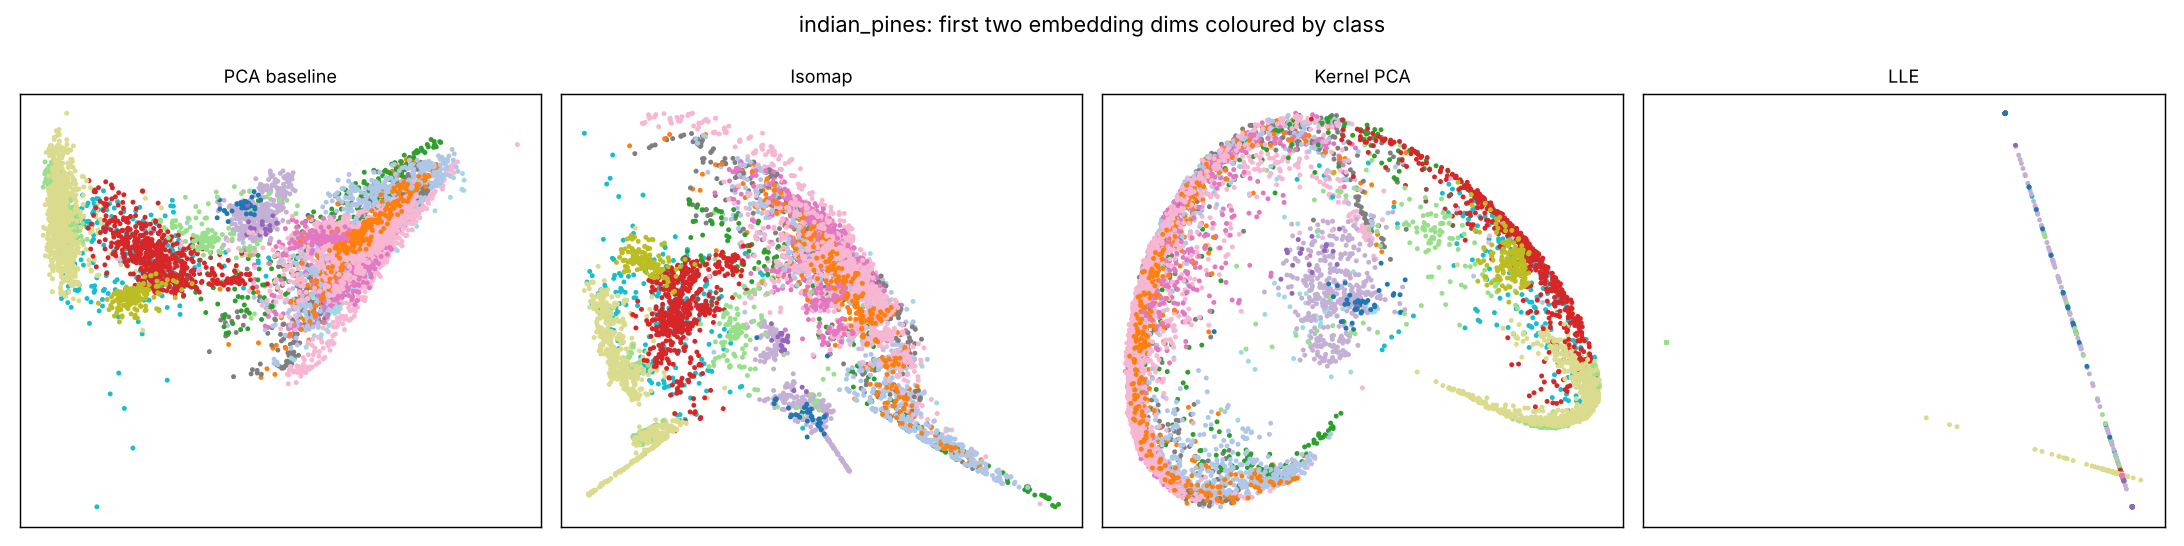 indian_pines: first two embedding dims coloured by class
PCA baseline
Isomap
Kernel PCA
LLE